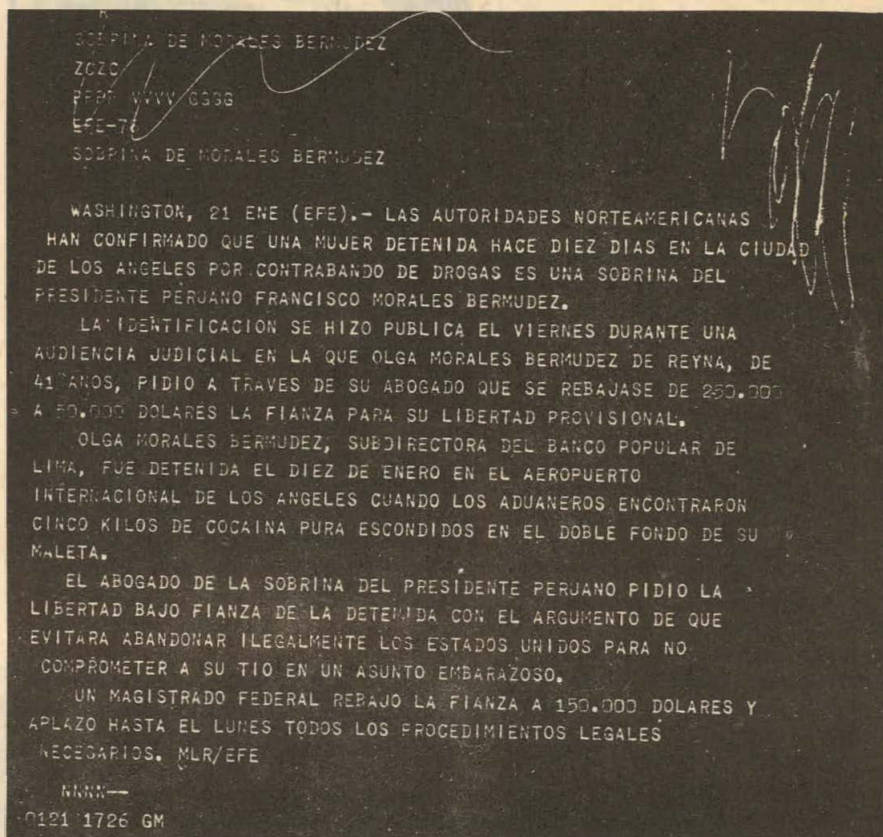 R
SOBRINA DE MORALES BERMUDEZ
ZCZC
PPPP VVVV GGGG
EFE-76
SOBRINA DE MORALES BERMUDEZ
WASHINGTON, 21 ENE (EFE).- LAS AUTORIDADES NORTEAMERICANAS
HAN CONFIRMADO QUE UNA MUJER DETENIDA HACE DIEZ DIAS EN LA CIUDAD
DE LOS ANGELES POR CONTRABANDO DE DROGAS ES UNA SOBRINA DEL
PRESIDENTE PERUANO FRANCISCO MORALES BERMUDEZ.
LA IDENTIFICACION SE HIZO PUBLICA EL VIERNES DURANTE UNA
AUDIENCIA JUDICIAL EN LA QUE OLGA MORALES BERMUDEZ DE REYNA, DE
41 ANOS, PIDIO A TRAVES DE SU ABOGADO QUE SE REBAJASE DE 250.000
A 50.000 DOLARES LA FIANZA PARA SU LIBERTAD PROVISIONAL.
OLGA MORALES BERMUDEZ, SUBDIRECTORA DEL BANCO POPULAR DE
LIMA, FUE DETENIDA EL DIEZ DE ENERO EN EL AEROPUERTO
INTERNACIONAL DE LOS ANGELES CUANDO LOS ADUANEROS ENCONTRARON
CINCO KILOS DE COCAINA PURA ESCONDIDOS EN EL DOBLE FONDO DE SU
MALETA.
EL ABOGADO DE LA SOBRINA DEL PRESIDENTE PERUANO PIDIO LA
LIBERTAD BAJO FIANZA DE LA DETENIDA CON EL ARGUMENTO DE QUE
EVITARA ABANDONAR ILEGALMENTE LOS ESTADOS UNIDOS PARA NO
COMPROMETER A SU TIO EN UN ASUNTO EMBARAZOSO.
UN MAGISTRADO FEDERAL REBAJO LA FIANZA A 150.000 DOLARES Y
APLAZO HASTA EL LUNES TODOS LOS PROCEDIMIENTOS LEGALES
NECESARIOS. MLR/EFE
NNNN--
0121 1726 GM